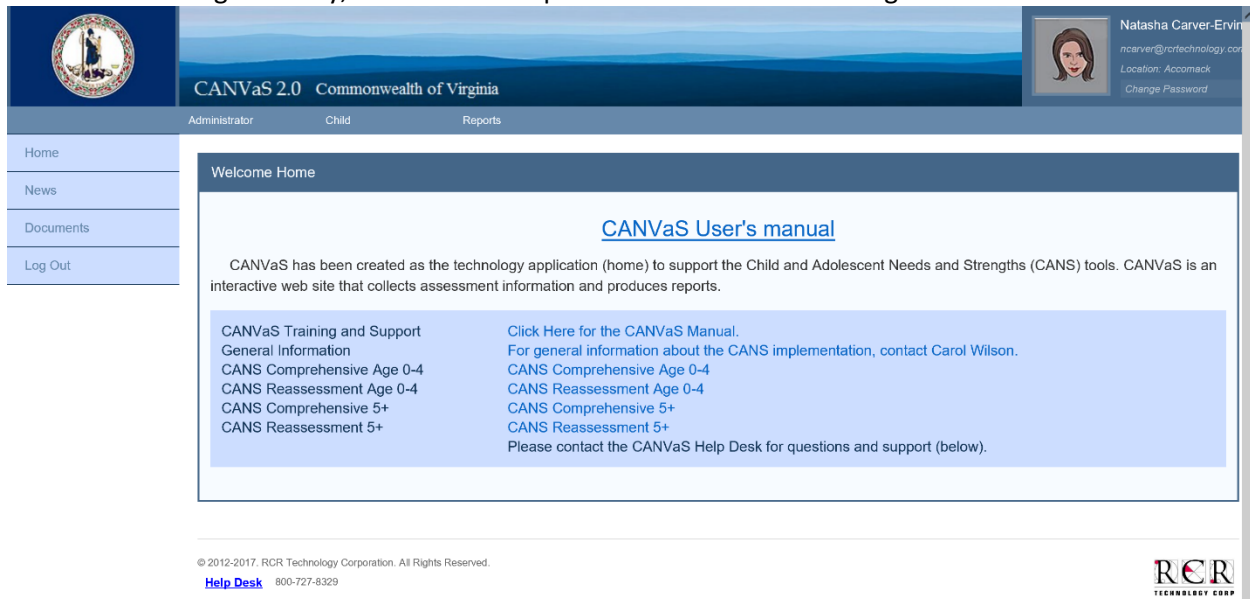 Natasha Carver-Ervin
ncarver@rcrtechnology.com
Location: Accomack
Change Password
CANVaS 2.0 Commonwealth of Virginia
Administrator Child Reports
Home
News
Documents
Log Out
Welcome Home
CANVaS User's manual
CANVaS has been created as the technology application (home) to support the Child and Adolescent Needs and Strengths (CANS) tools. CANVaS is an
interactive web site that collects assessment information and produces reports.
CANVaS Training and Support Click Here for the CANVaS Manual.
General Information For general information about the CANS implementation, contact Carol Wilson.
CANS Comprehensive Age 0-4 CANS Comprehensive Age 0-4
CANS Reassessment Age 0-4 CANS Reassessment Age 0-4
CANS Comprehensive 5+ CANS Comprehensive 5+
CANS Reassessment 5+ CANS Reassessment 5+
Please contact the CANVaS Help Desk for questions and support (below).
© 2012-2017. RCR Technology Corporation. All Rights Reserved.
Help Desk 800-727-8329
RCR
TECHNOLOGY CORP